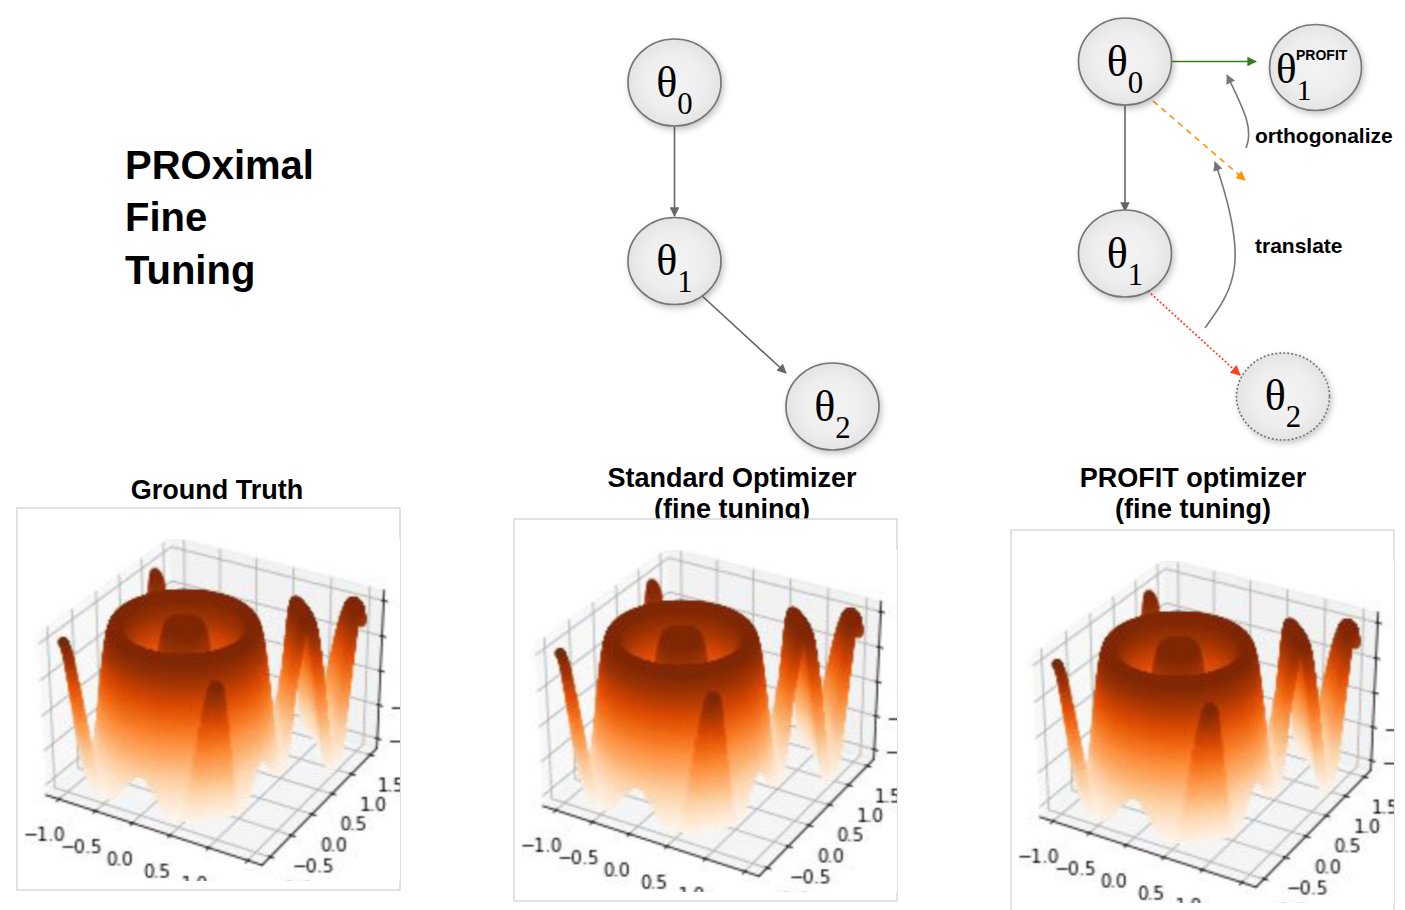 PROximal
Fine
Tuning
θ0
θ1
θ2
θ0
θ1PROFIT
orthogonalize
θ1
translate
θ2
Ground Truth
Standard Optimizer
(fine tuning)
PROFIT optimizer
(fine tuning)
−1.0
−0.5
0.0
0.5
−0.5
0.0
0.5
1.0
1.5
−1.0
−0.5
0.0
0.5
−0.5
0.0
0.5
1.0
1.5
−1.0
−0.5
0.0
0.5
−0.5
0.0
0.5
1.0
1.5